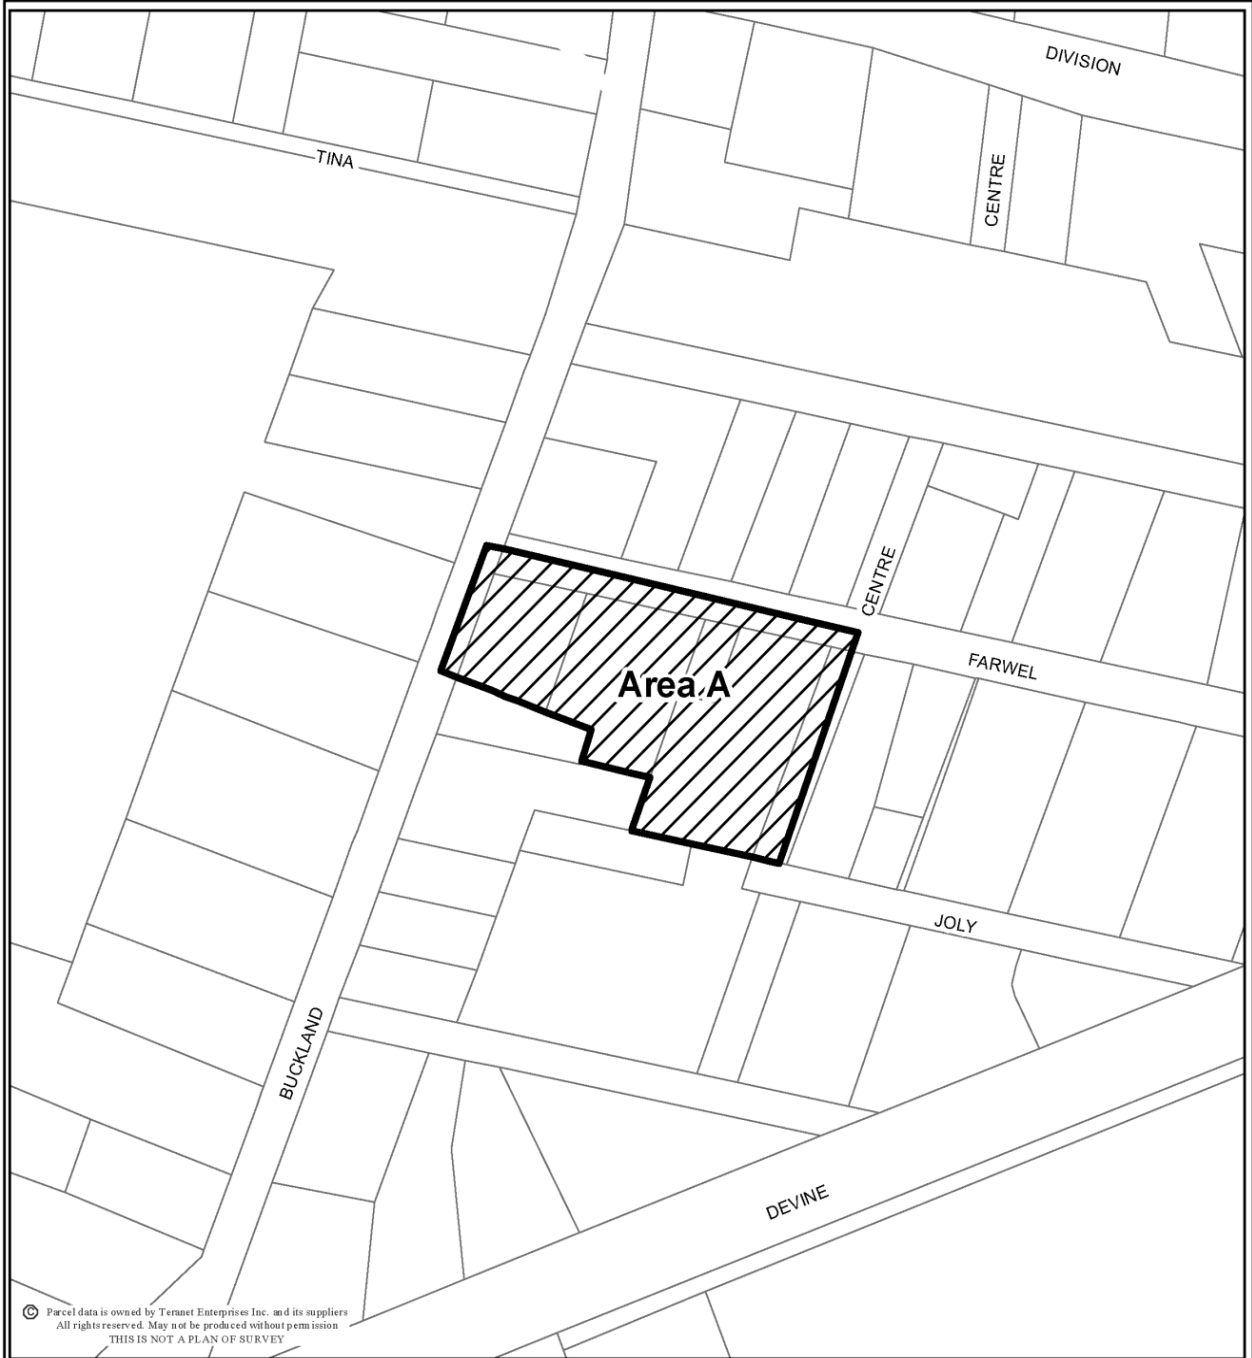 DIVISION
TINA
CENTRE
CENTRE
FARWEL
Area A
JOLY
BUCKLAND
DEVINE
© Parcel data is owned by Teranet Enterprises Inc. and its suppliers
All rights reserved. May not be produced without permission
THIS IS NOT A PLAN OF SURVEY